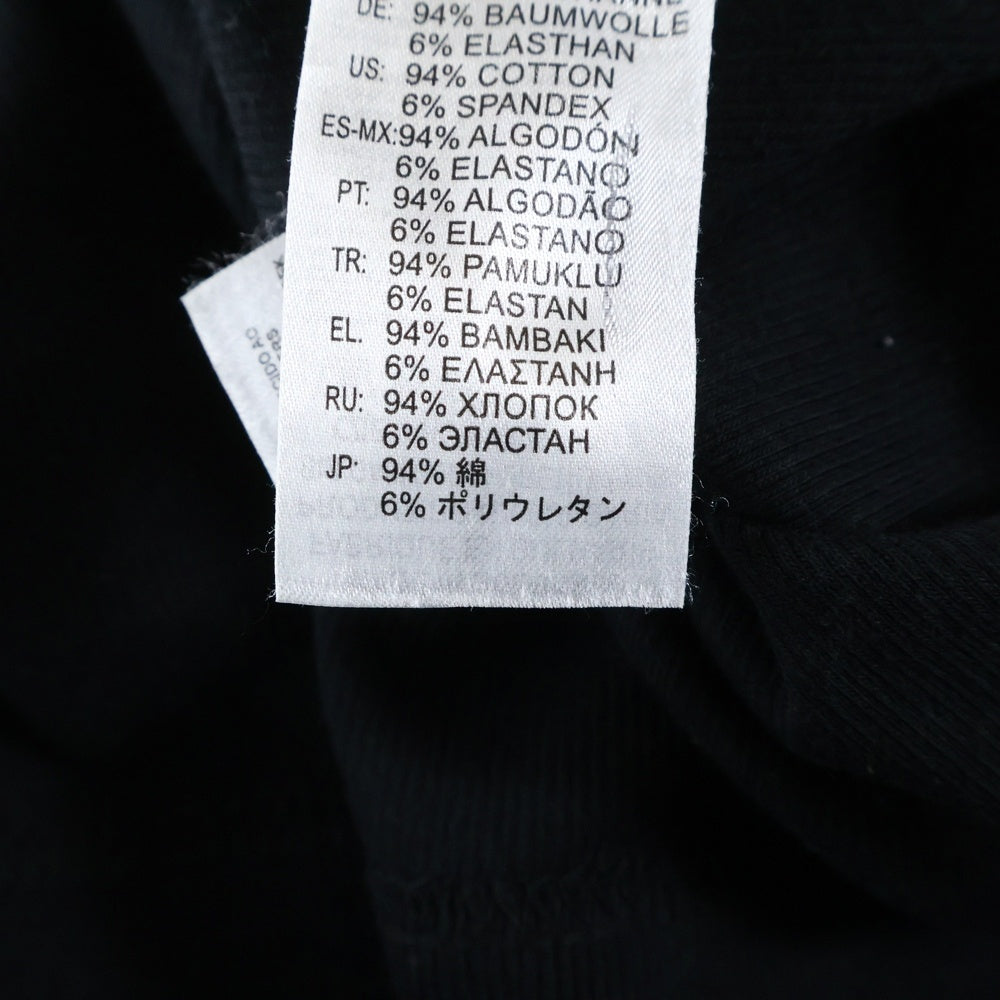 DE: 94% BAUMWOLLE
6% ELASTHAN
US: 94% COTTON
6% SPANDEX
ES-MX: 94% ALGODÓN
6% ELASTANO
PT: 94% ALGODÃO
6% ELASTANO
TR: 94% PAMUKLU
6% ELASTAN
EL. 94% BAMBAKI
6% ΕΛΑΣΤΑΝΗ
RU: 94% ХЛОПОК
6% ЭЛАСТАН
JP: 94% 綿
6% ポリウレタン